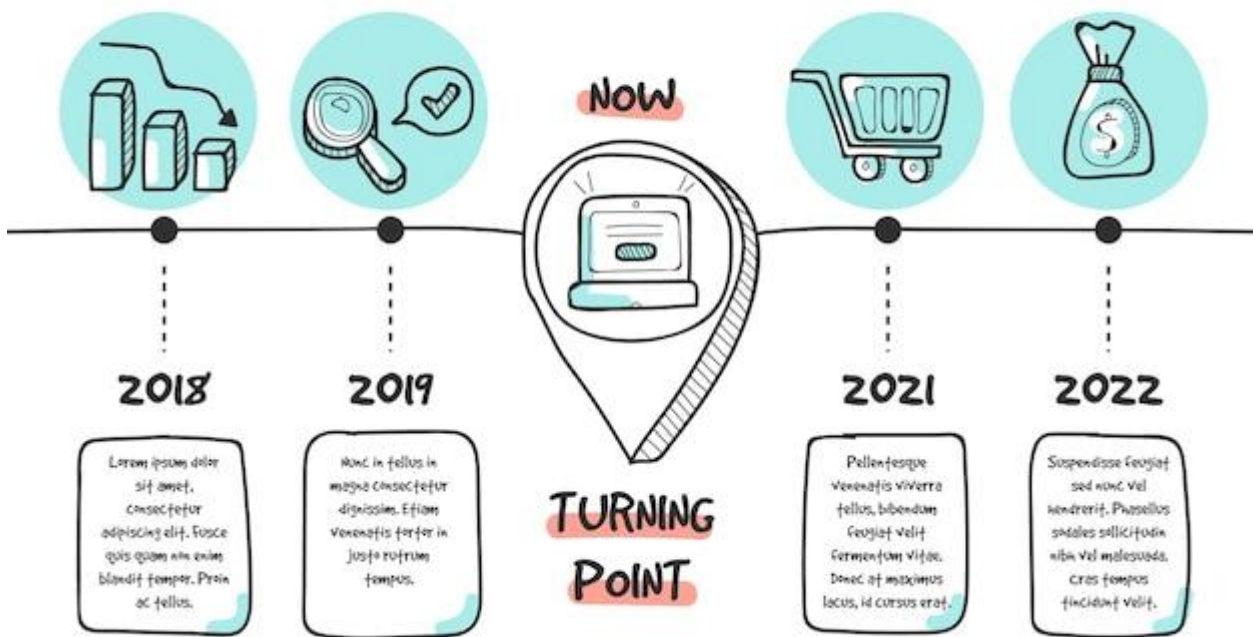 NOW
2018
2019
2021
2022
Lorem ipsum dolor
sit amet,
consectetur
adipiscing elit. Fusce
quis quam non enim
blandit tempor. Proin
ac tellus.
Nunc in tellus in
magna consectetur
dignissim. Etiam
venenatis tortor in
justo rutrum
tempus.
TURNING
POINT
Pellentesque
venenatis viverra
tellus, bibendum
feugiat velit
fermentum vitae.
Donec at maximus
lacus, id cursus erat.
Suspendisse feugiat
sed nunc vel
hendrerit. Phasellus
sodales sollicitudin
nibh vel malesuada.
Cras tempus
tincidunt velit.
$